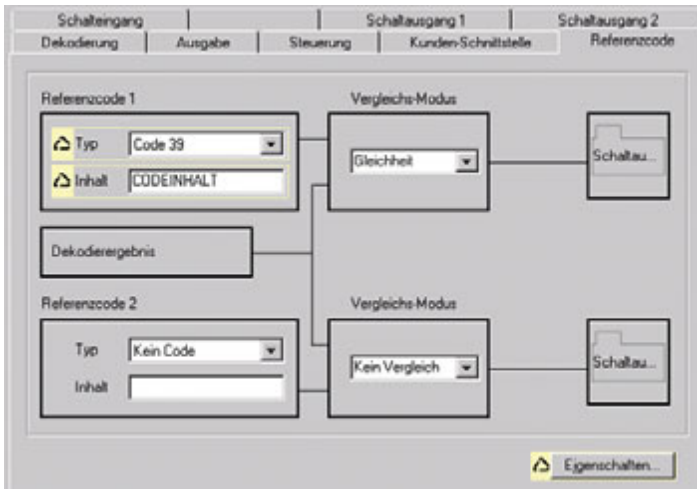 Schalteingang Schaltausgang 1 Schaltausgang 2
Dekodierung Ausgabe Steuerung Kunden-Schnittstelle Referenzcode
Referenzcode 1 Vergleichs-Modus
Typ Code 39
Gleichheit Schaltau...
Inhalt CODEINHALT
Dekodierergebnis
Referenzcode 2 Vergleichs-Modus
Typ Kein Code
Kein Vergleich Schaltau...
Inhalt
Eigenschaften...